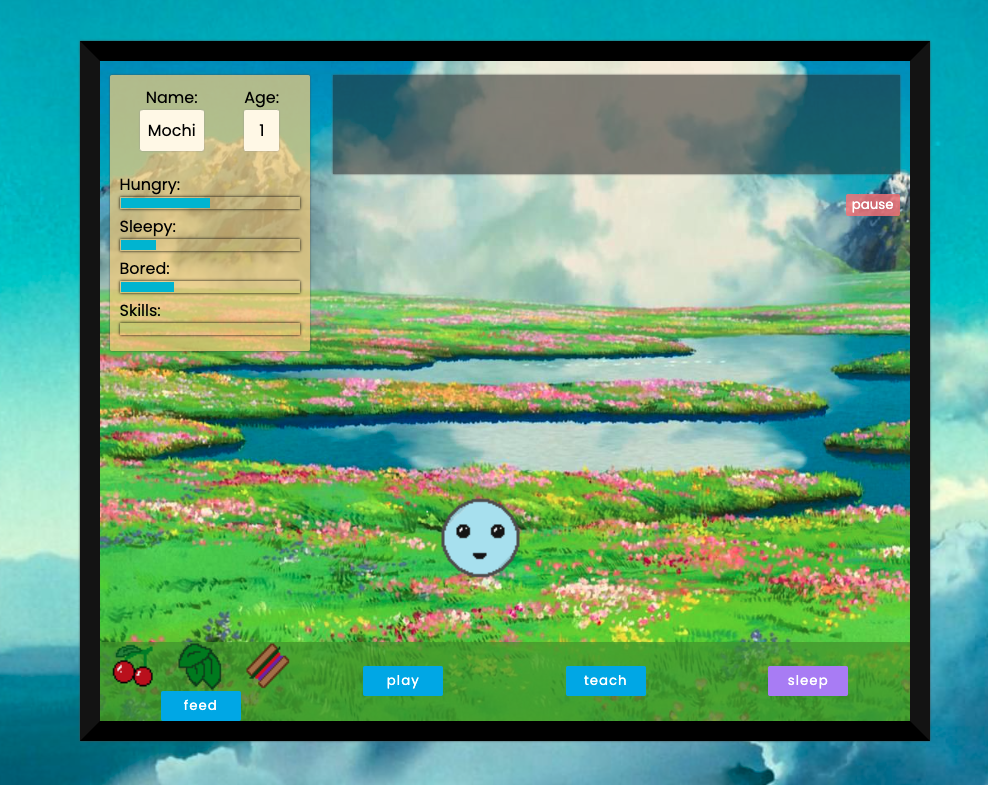 Name: Age:
Mochi 1
Hungry:
Sleepy:
Bored:
Skills:
pause
play teach sleep
feed